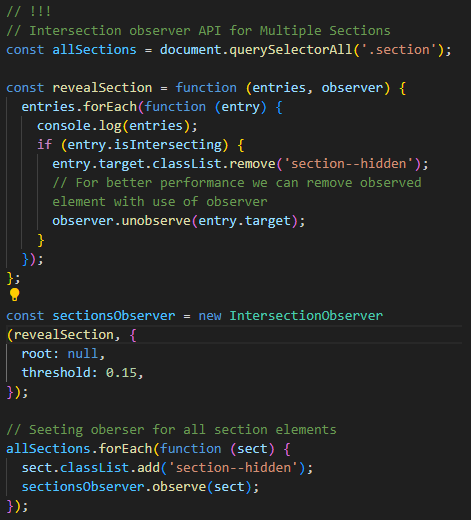 // !!!
// Intersection observer API for Multiple Sections
const allSections = document.querySelectorAll('.section');

const revealSection = function (entries, observer) {
  entries.forEach(function (entry) {
    console.log(entries);
    if (entry.isIntersecting) {
      entry.target.classList.remove('section--hidden');
      // For better performance we can remove observed
      element with use of observer
      observer.unobserve(entry.target);
    }
  });
};

const sectionsObserver = new IntersectionObserver
(revealSection, {
  root: null,
  threshold: 0.15,
});

// Seeting oberser for all section elements
allSections.forEach(function (sect) {
  sect.classList.add('section--hidden');
  sectionsObserver.observe(sect);
});